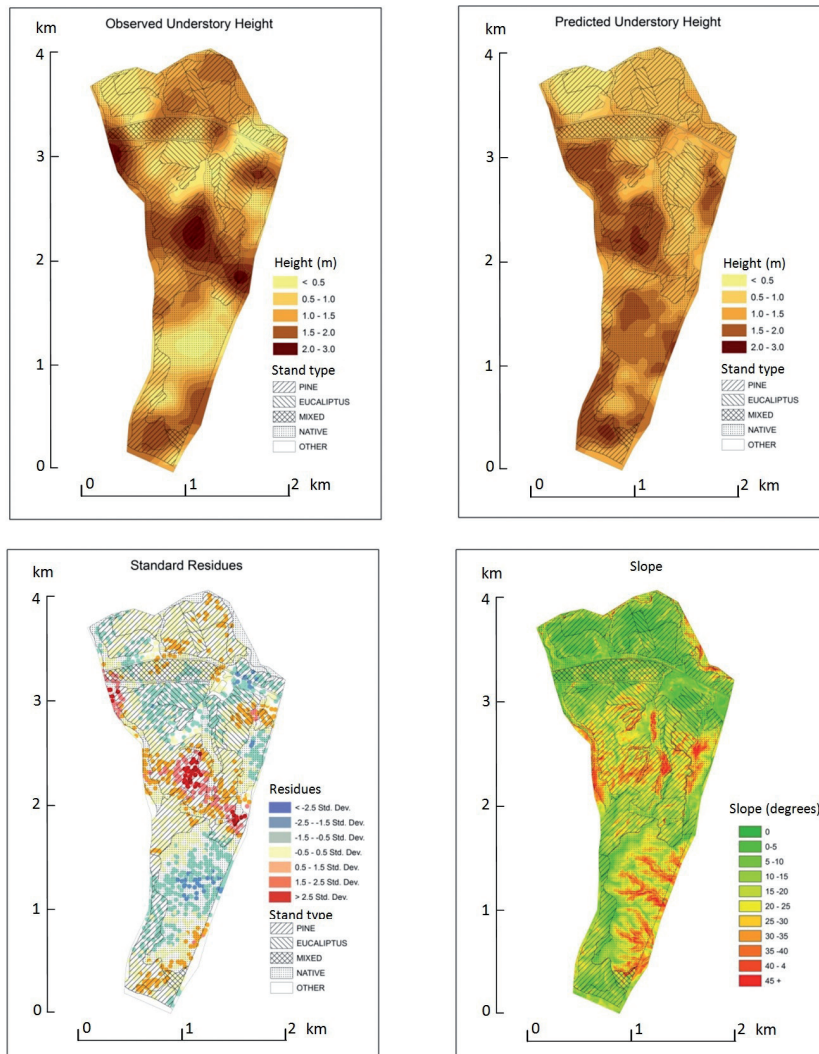 Observed Understory Height
km
4
3
2
1
0
Height (m)
< 0.5
0.5 - 1.0
1.0 - 1.5
1.5 - 2.0
2.0 - 3.0
Stand type
PINE
EUCALIPTUS
MIXED
NATIVE
OTHER
0 1 2 km
Predicted Understory Height
km
4
3
2
1
0
Height (m)
< 0.5
0.5 - 1.0
1.0 - 1.5
1.5 - 2.0
2.0 - 3.0
Stand type
PINE
EUCALIPTUS
MIXED
NATIVE
OTHER
0 1 2 km
Standard Residues
km
4
3
2
1
0
Residues
< -2.5 Std. Dev.
-2.5 - -1.5 Std. Dev.
-1.5 - -0.5 Std. Dev.
-0.5 - 0.5 Std. Dev.
0.5 - 1.5 Std. Dev.
1.5 - 2.5 Std. Dev.
> 2.5 Std. Dev.
Stand type
PINE
EUCALIPTUS
MIXED
NATIVE
OTHER
0 1 2 km
Slope
km
4
3
2
1
0
Slope (degrees)
0
0-5
5 -10
10 -15
15-20
20 - 25
25 -30
30 -35
35 -40
40 - 4
45 +
0 1 2 km